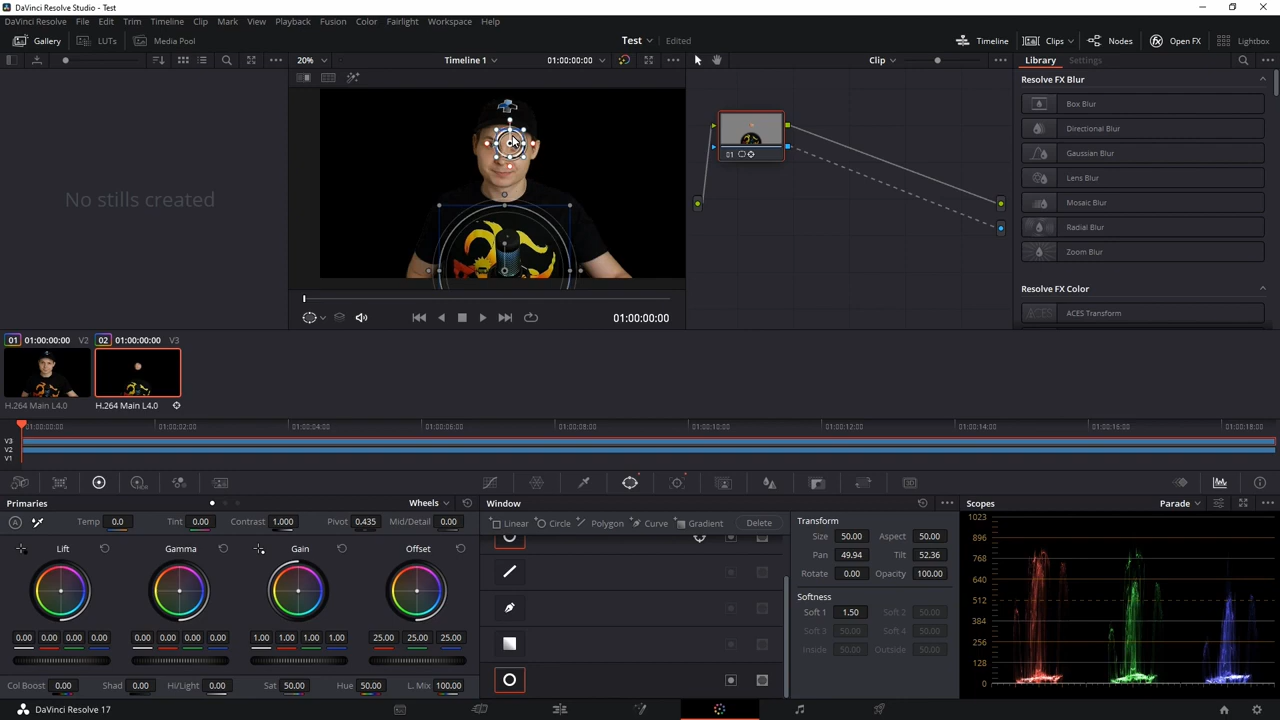 DaVinci Resolve Studio - Test
DaVinci Resolve File Edit Trim Timeline Clip Mark View Playback Fusion Color Fairlight Workspace Help
Gallery LUTs Media Pool Test Edited Timeline Clips Nodes Open FX Lightbox
20% Timeline 1 01:00:00:00 Clip Library Settings
Resolve FX Blur
Box Blur
Directional Blur
Gaussian Blur
Lens Blur
Mosaic Blur
Radial Blur
Zoom Blur
Resolve FX Color
ACES Transform
No stills created
01
01:00:00:00
01 01:00:00:00 V2 02 01:00:00:00 V3
H.264 Main L4.0 H.264 Main L4.0
01:00:00:00 01:00:02:00 01:00:04:00 01:00:06:00 01:00:08:00 01:00:10:00 01:00:12:00 01:00:14:00 01:00:16:00 01:00:18:00
V3
V2
V1
Primaries Wheels Window Scopes Parade
Temp 0.0 Tint 0.00 Contrast 1.000 Pivot 0.435 Mid/Detail 0.00
Lift Gamma Gain Offset
0.00 0.00 0.00 0.00 0.00 0.00 0.00 0.00 1.00 1.00 1.00 1.00 25.00 25.00 25.00
Col Boost 0.00 Shad 0.00 Hi/Light 0.00 Sat 50.00 Hue 50.00 L. Mix 100.00
Linear Circle Polygon Curve Gradient Delete
Transform
Size 50.00 Aspect 50.00
Pan 49.94 Tilt 52.36
Rotate 0.00 Opacity 100.00
Softness
Soft 1 1.50 Soft 2 50.00
Soft 3 50.00 Soft 4 50.00
Inside 50.00 Outside 50.00
1023
896
768
640
512
384
256
128
0
DaVinci Resolve 17